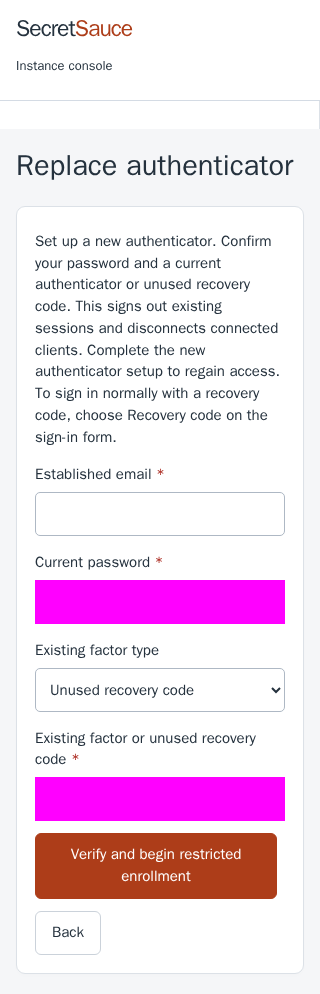 SecretSauce
Instance console
Replace authenticator
Set up a new authenticator. Confirm
your password and a current
authenticator or unused recovery
code. This signs out existing
sessions and disconnects connected
clients. Complete the new
authenticator setup to regain access.
To sign in normally with a recovery
code, choose Recovery code on the
sign-in form.
Established email *
Current password *
Existing factor type
Unused recovery code
Existing factor or unused recovery
code *
Verify and begin restricted
enrollment
Back